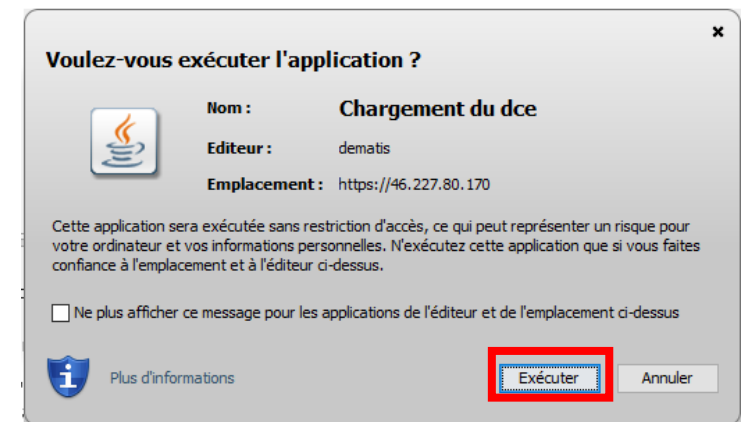 Voulez-vous exécuter l'application ?
Nom : Chargement du dce
Editeur : dematis
Emplacement : https://46.227.80.170
Cette application sera exécutée sans restriction d'accès, ce qui peut représenter un risque pour
votre ordinateur et vos informations personnelles. N'exécutez cette application que si vous faites
confiance à l'emplacement et à l'éditeur ci-dessus.
Ne plus afficher ce message pour les applications de l'éditeur et de l'emplacement ci-dessus
Plus d'informations
Exécuter
Annuler